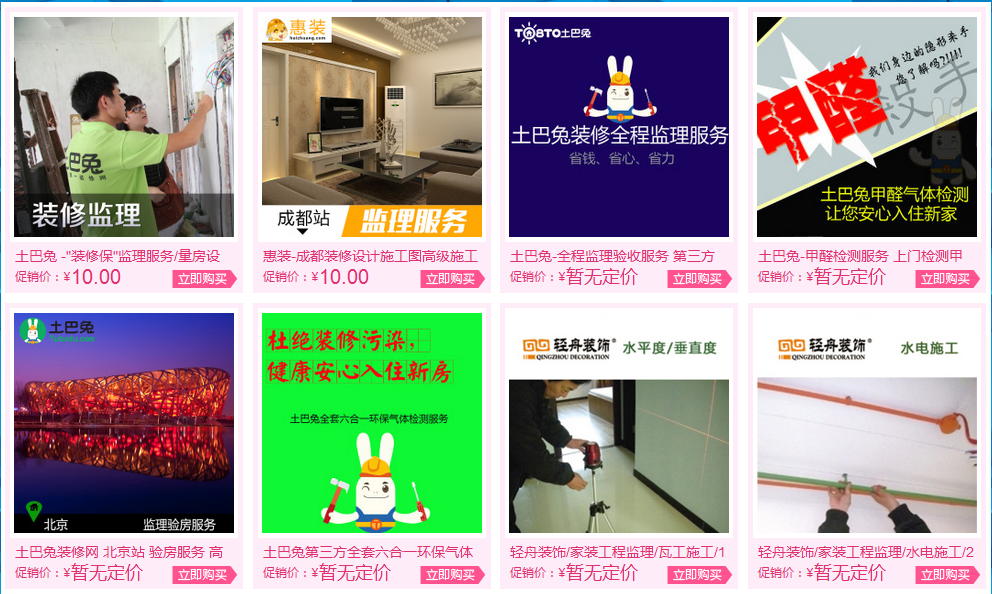 土巴兔
装修监理
土巴兔 -"装修保"监理服务/量房设
促销价：¥10.00
立即购买
惠装
huizhuang.com
成都站
监理服务
惠装-成都装修设计施工图高级施工
促销价：¥10.00
立即购买
TO8TO土巴兔
土巴兔装修全程监理服务
省钱、省心、省力
土巴兔-全程监理验收服务 第三方
促销价：¥暂无定价
立即购买
我们身边的隐形杀手
您了解吗?!!!!
甲醛
杀手
土巴兔甲醛气体检测
让您安心入住新家
土巴兔-甲醛检测服务 上门检测甲
促销价：¥暂无定价
立即购买
土巴兔
北京
监理验房服务
土巴兔装修网 北京站 验房服务 高
促销价：¥暂无定价
立即购买
杜绝装修污染，
健康安心入住新房
土巴兔全套六合一环保气体检测服务
土巴兔第三方全套六合一环保气体
促销价：¥暂无定价
立即购买
轻舟装饰®
QINGZHOU DECORATION
水平度/垂直度
轻舟装饰/家装工程监理/瓦工施工/1
促销价：¥暂无定价
立即购买
轻舟装饰®
QINGZHOU DECORATION
水电施工
轻舟装饰/家装工程监理/水电施工/2
促销价：¥暂无定价
立即购买